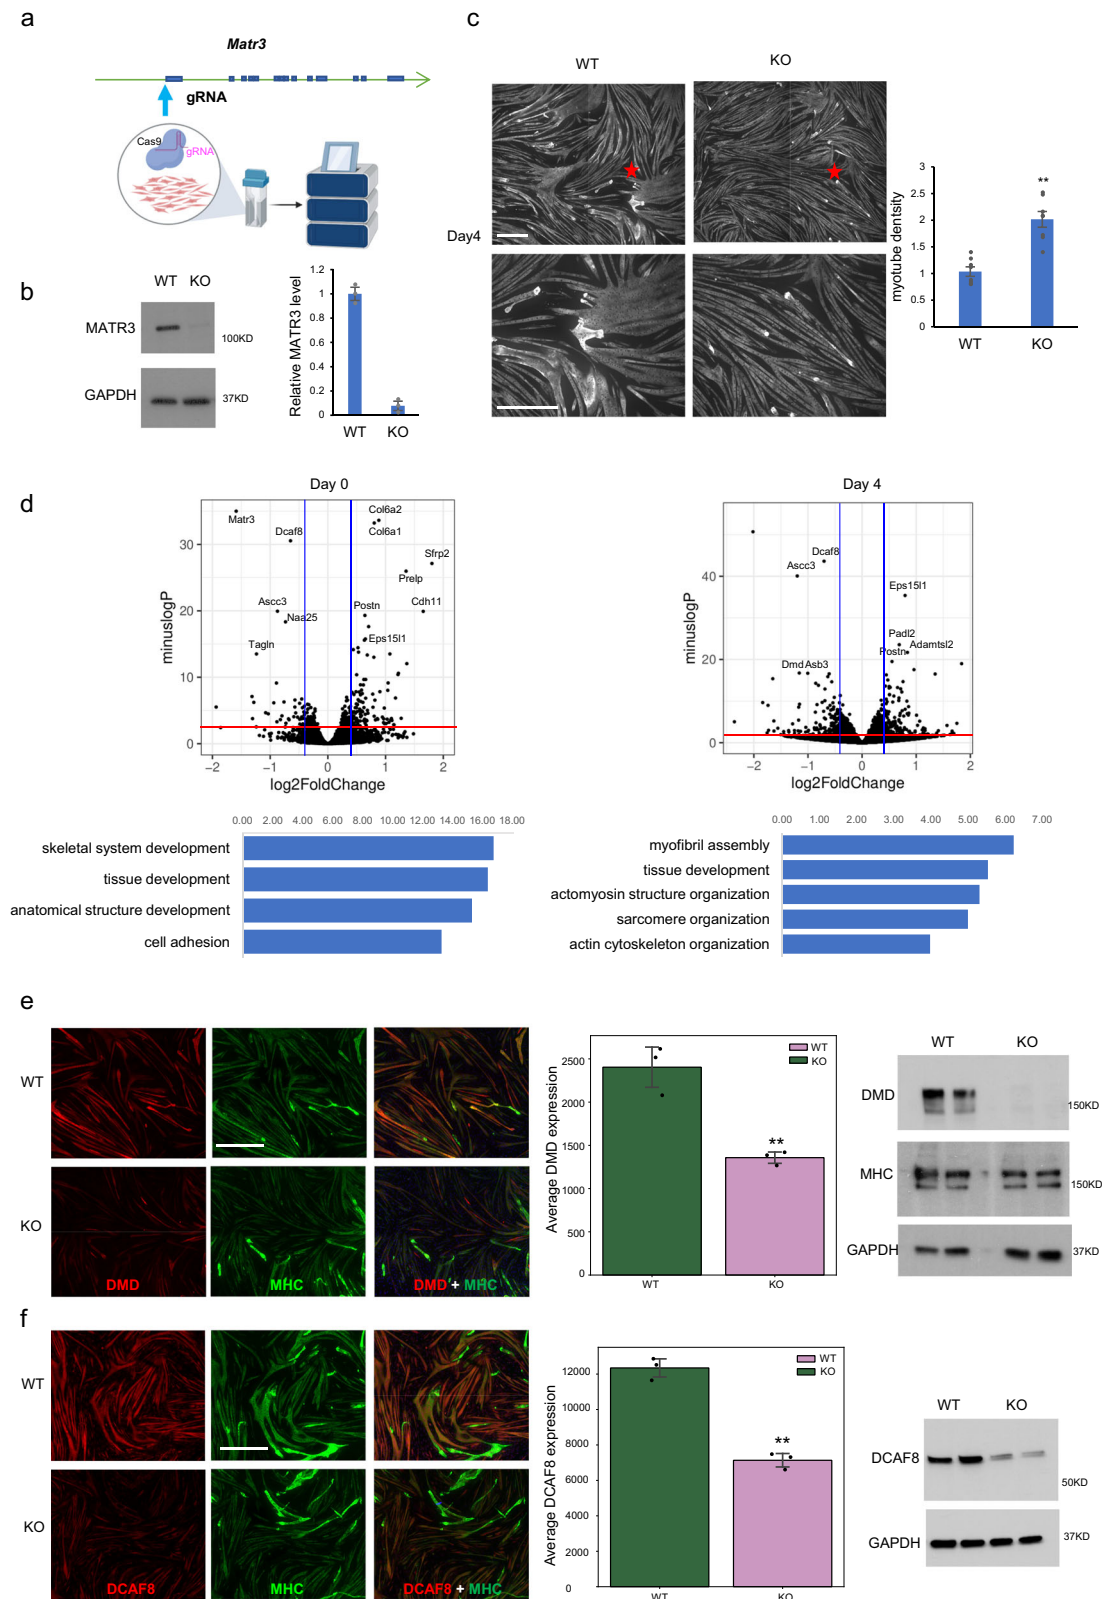 a
Matr3
gRNA
Cas9
gRNA
b
WT KO
MATR3
100KD
GAPDH
37KD
Relative MATR3 level
1.2
1
0.8
0.6
0.4
0.2
0
WT KO
c
WT KO
Day4
myotube dentsity
3
2.5
2
1.5
1
0.5
0
**
WT KO
d
Day 0
minuslogP
30
20
10
0
Matr3
Dcaf8
Col6a2
Col6a1
Sfrp2
Prelp
Ascc3
Naa25
Postn
Cdh11
Tagln
Eps15l1
−2 −1 0 1 2
log2FoldChange
0.00 2.00 4.00 6.00 8.00 10.00 12.00 14.00 16.00 18.00
skeletal system development
tissue development
anatomical structure development
cell adhesion
Day 4
minuslogP
40
20
0
Dcaf8
Ascc3
Eps15l1
Padl2
Adamtsl2
Postn
Dmd Asb3
−2 −1 0 1 2
log2FoldChange
0.00 1.00 2.00 3.00 4.00 5.00 6.00 7.00
myofibril assembly
tissue development
actomyosin structure organization
sarcomere organization
actin cytoskeleton organization
e
WT
KO
DMD
MHC
DMD + MHC
Average DMD expression
2500
2000
1500
1000
500
0
WT
KO
**
WT KO
WT KO
DMD
150KD
MHC
150KD
GAPDH
37KD
f
WT
KO
DCAF8
MHC
DCAF8 + MHC
Average DCAF8 expression
12000
10000
8000
6000
4000
2000
0
WT
KO
**
WT KO
WT KO
DCAF8
50KD
GAPDH
37KD